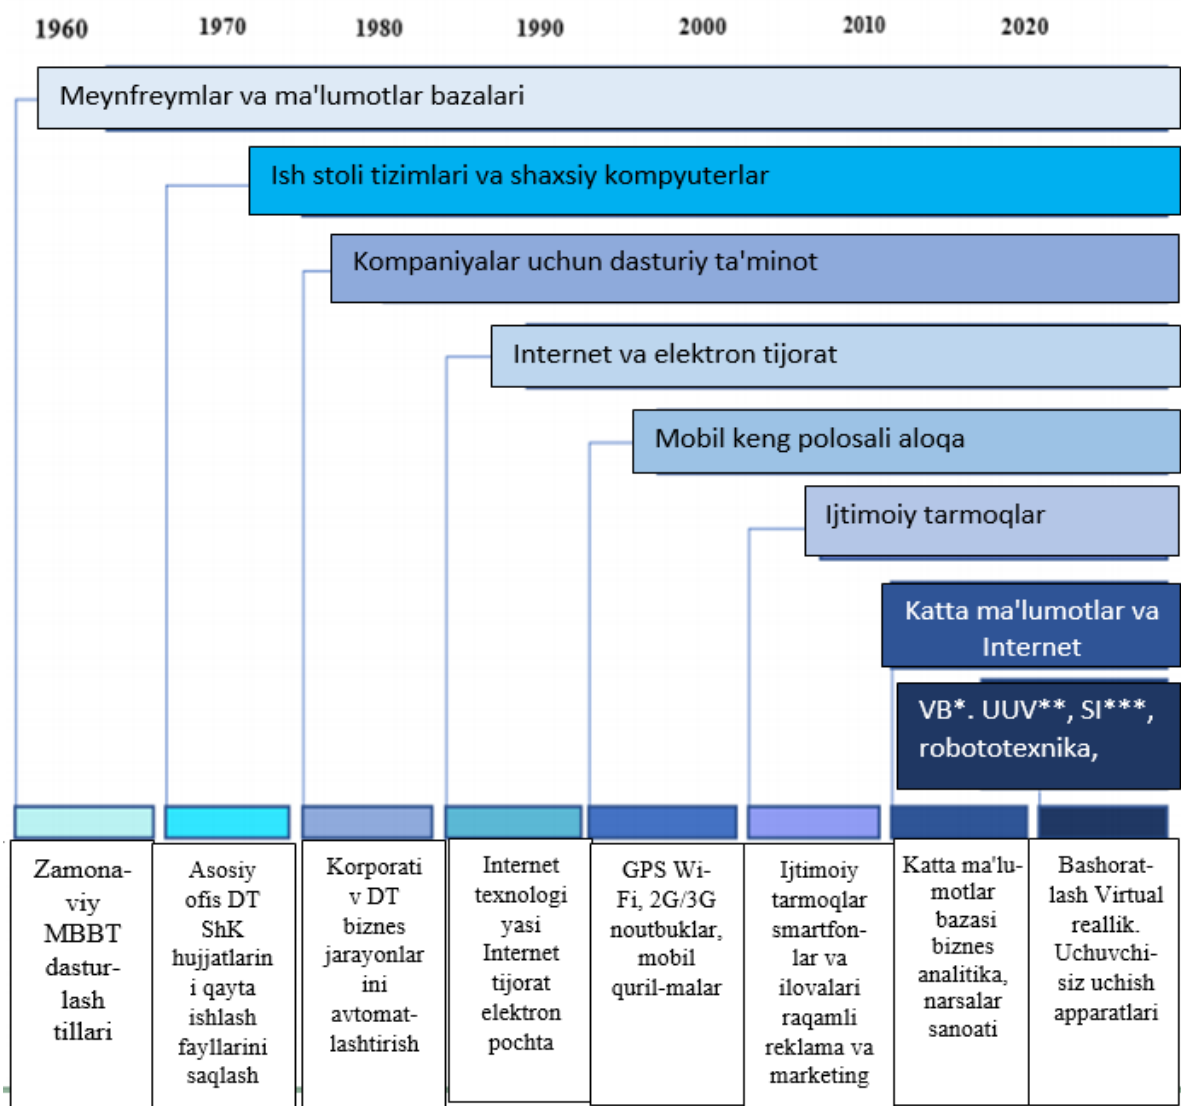 1960 1970 1980 1990 2000 2010 2020
Meynfreymlar va ma'lumotlar bazalari
Ish stoli tizimlari va shaxsiy kompyuterlar
Kompaniyalar uchun dasturiy ta'minot
Internet va elektron tijorat
Mobil keng polosali aloqa
Ijtimoiy tarmoqlar
Katta ma'lumotlar va
Internet
VB*. UUV**, SI***,
robototexnika,
Zamona-
viy
MBBT
dastur-
lash
tillari
Asosiy
ofis DT
ShK
hujjatlarin
i qayta
ishlash
fayllarini
saqlash
Korporati
v DT
biznes
jarayonlar
ini
avtomat-
lashtirish
Internet
texnologi
yasi
Internet
tijorat
elektron
pochta
GPS Wi-
Fi, 2G/3G
noutbuklar,
mobil
quril-malar
Ijtimoiy
tarmoqlar
smartfon-
lar va
ilovalari
raqamli
reklama va
marketing
Katta ma'lu-
motlar
bazasi
biznes
analitika,
narsalar
sanoati
Bashorat-
lash Virtual
reallik.
Uchuvchi-
siz uchish
apparatlari